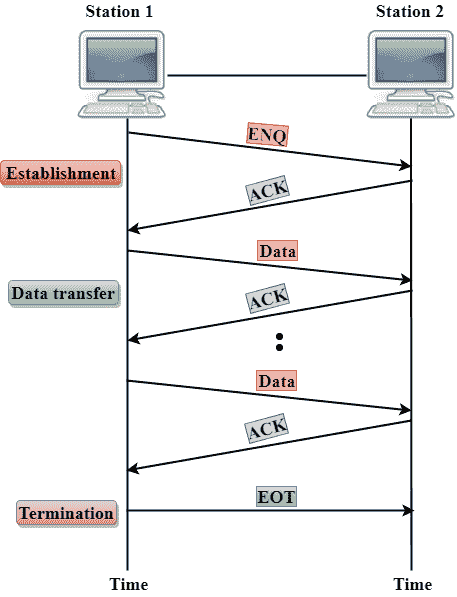 Station 1
Station 2
ENQ
Establishment
ACK
Data
Data transfer
ACK
Data
ACK
EOT
Termination
Time
Time